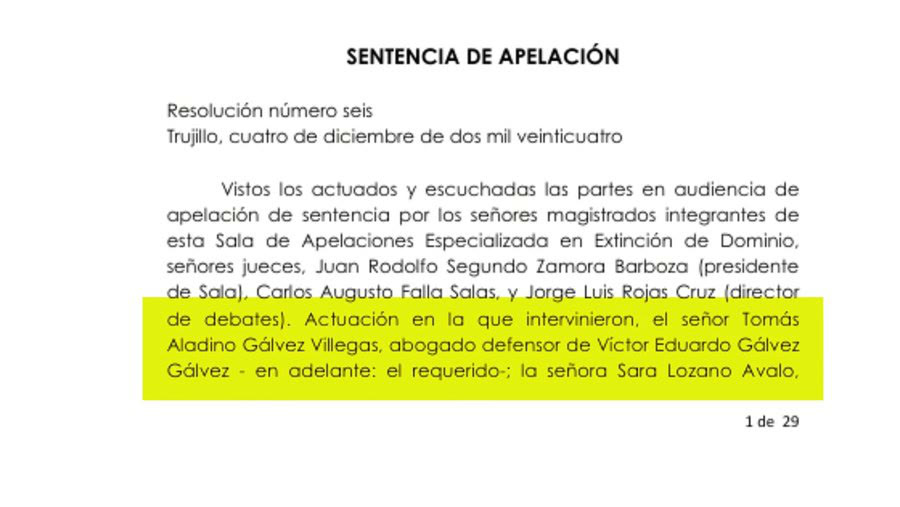 SENTENCIA DE APELACIÓN
Resolución número seis
Trujillo, cuatro de diciembre de dos mil veinticuatro
Vistos los actuados y escuchadas las partes en audiencia de
apelación de sentencia por los señores magistrados integrantes de
esta Sala de Apelaciones Especializada en Extinción de Dominio,
señores jueces, Juan Rodolfo Segundo Zamora Barboza (presidente
de Sala), Carlos Augusto Falla Salas, y Jorge Luis Rojas Cruz (director
de debates). Actuación en la que intervinieron, el señor Tomás
Aladino Gálvez Villegas, abogado defensor de Víctor Eduardo Gálvez
Gálvez - en adelante: el requerido-; la señora Sara Lozano Avalo,
1 de 29